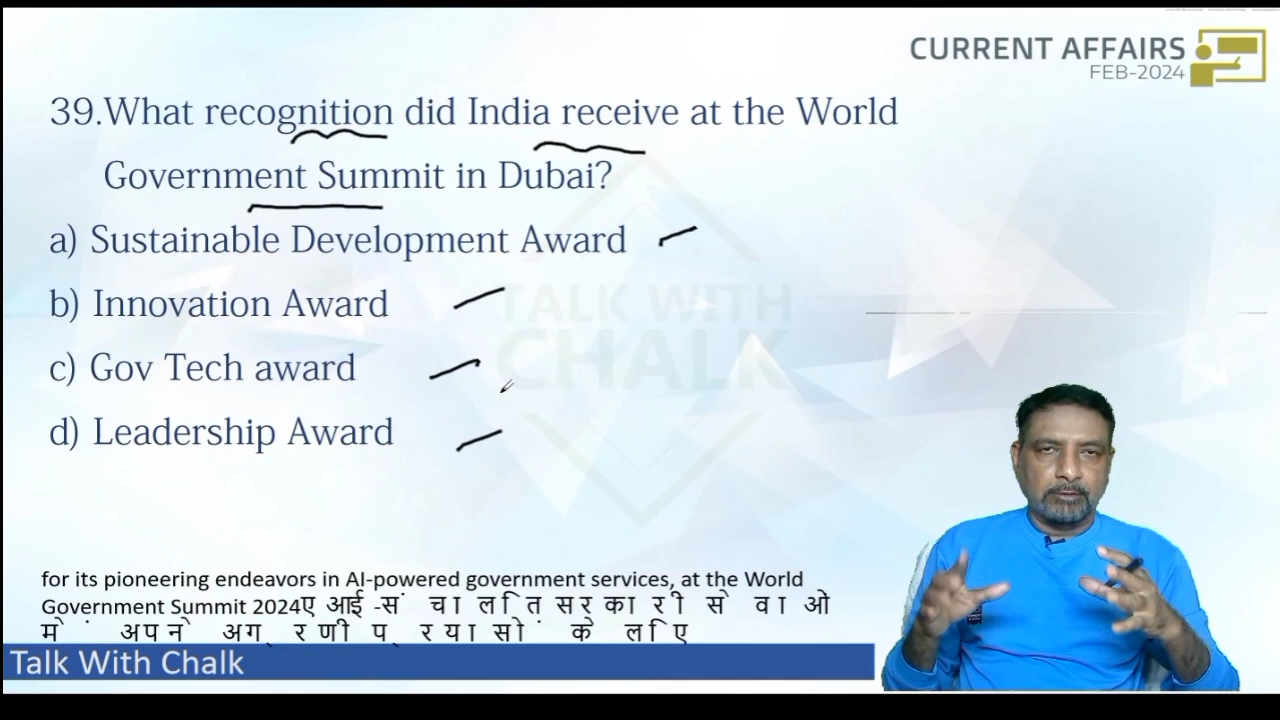 CURRENT AFFAIRS
FEB-2024
39.What recognition did India receive at the World
Government Summit in Dubai?
a) Sustainable Development Award
b) Innovation Award
c) Gov Tech award
d) Leadership Award
TALK WITH
CHALK
for its pioneering endeavors in AI-powered government services, at the World
Government Summit 2024ए आई -सं चा लि त स र का री से वा ओं
में अ प ने अ ग् र णी प् र या सों के लि ए
Talk With Chalk